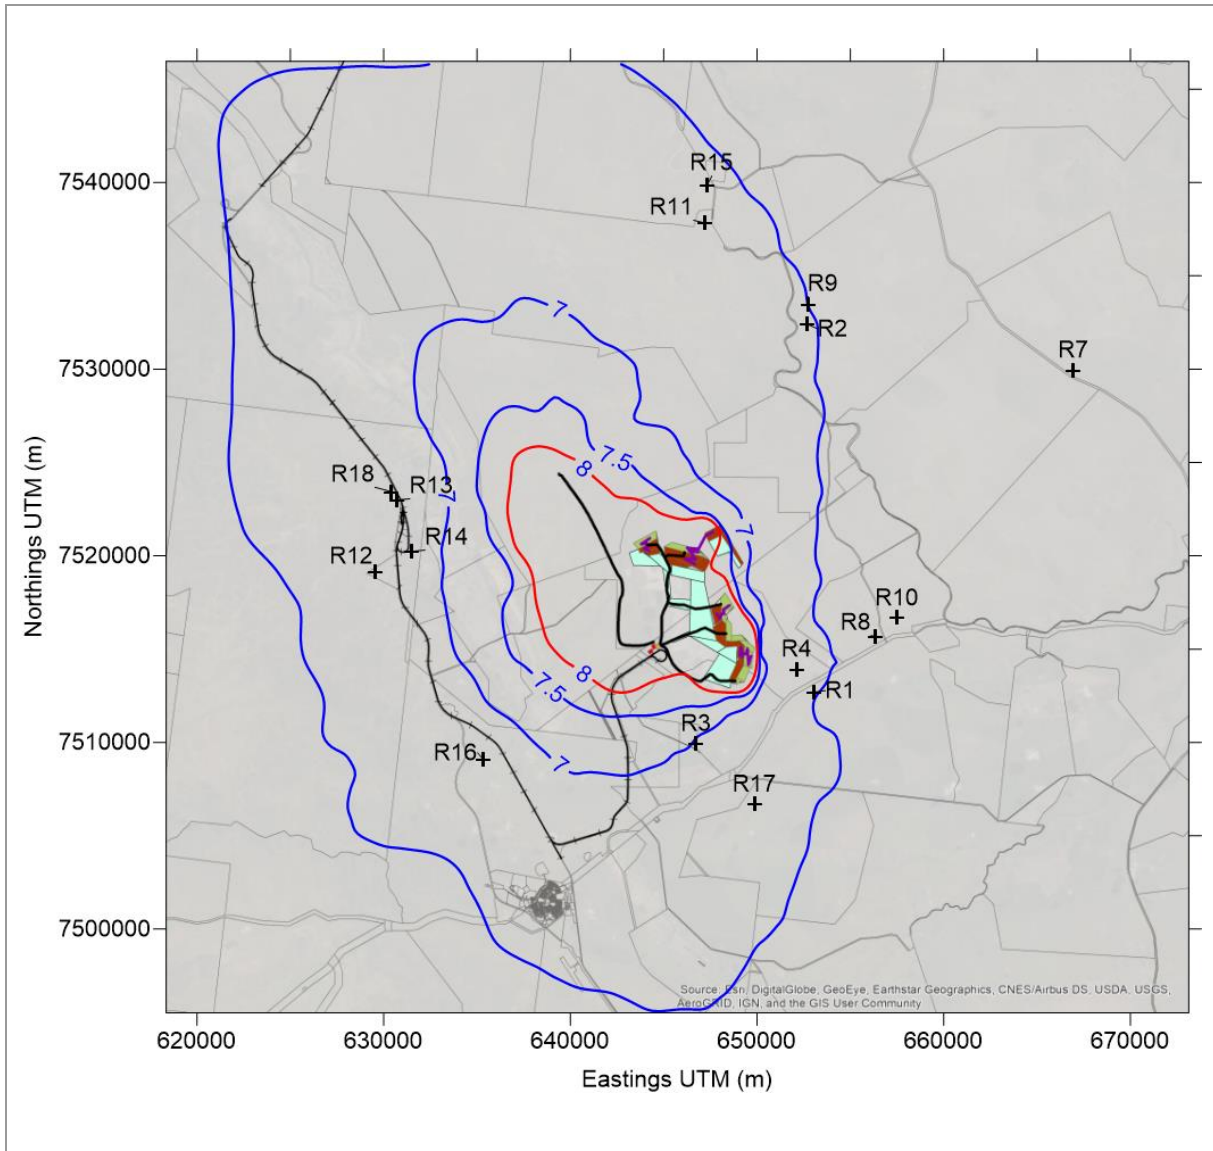 7
R15
7540000
R11
R9
7
R2
R7
7530000
7.5
8
R18
R13
7
7
R14
7520000
R12
R10
R8
R4
8
7.5
R1
R3
7510000
R16
7
R17
7500000
Source: Esri, DigitalGlobe, GeoEye, Earthstar Geographics, CNES/Airbus DS, USDA, USGS,
AeroGRID, IGN, and the GIS User Community
620000 630000 640000 650000 660000 670000
Eastings UTM (m)
Northings UTM (m)